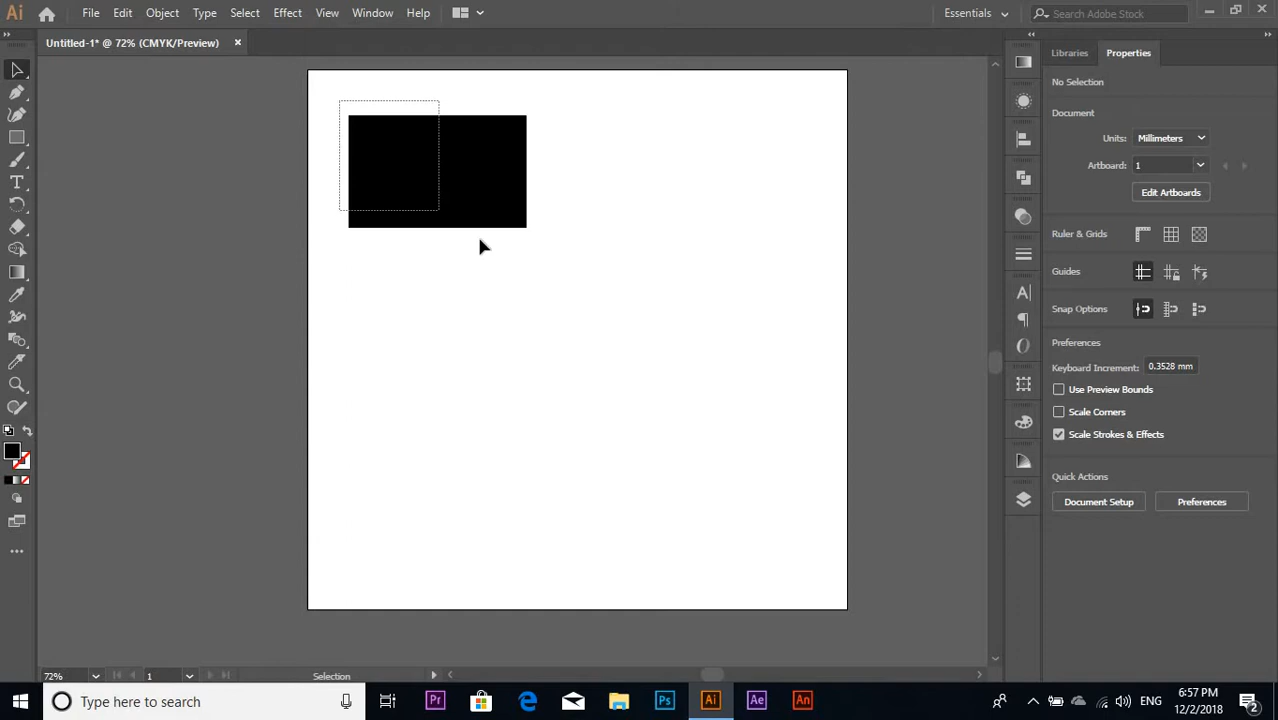 Ai File Edit Object Type Select Effect View Window Help Essentials Search Adobe Stock
Untitled-1* @ 72% (CMYK/Preview) ×
Libraries Properties
No Selection
Document
Units: Millimeters
Artboard: 1
Edit Artboards
Ruler & Grids
Guides
Snap Options
Preferences
Keyboard Increment: 0.3528 mm
Use Preview Bounds
Scale Corners
Scale Strokes & Effects
Quick Actions
Document Setup Preferences
72% 1 Selection
Type here to search Pr Ps Ai Ae An ENG 6:57 PM
12/2/2018 2